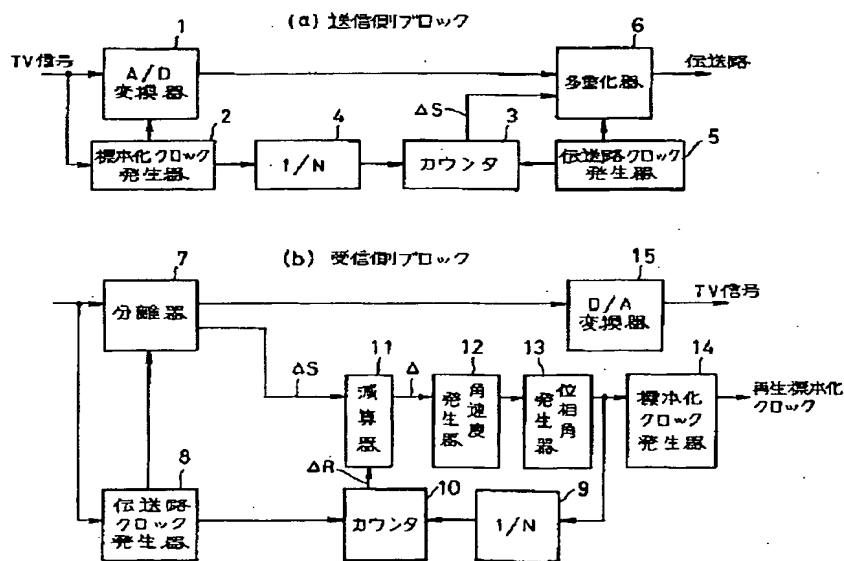 (a) 送信側ブロック
TV信号
1
A/D
変換器
2
標本化クロック
発生器
4
1/N
ΔS
3
カウンタ
6
多重化器
伝送路
5
伝送路クロック
発生器
(b) 受信側ブロック
7
分離器
15
D/A
変換器
TV信号
ΔS
11
減算器
Δ
12
角速度
発生器
13
位相角
発生器
14
標本化
クロック
発生器
再生標本化
クロック
ΔR
8
伝送路
クロック
発生器
10
カウンタ
9
1/N